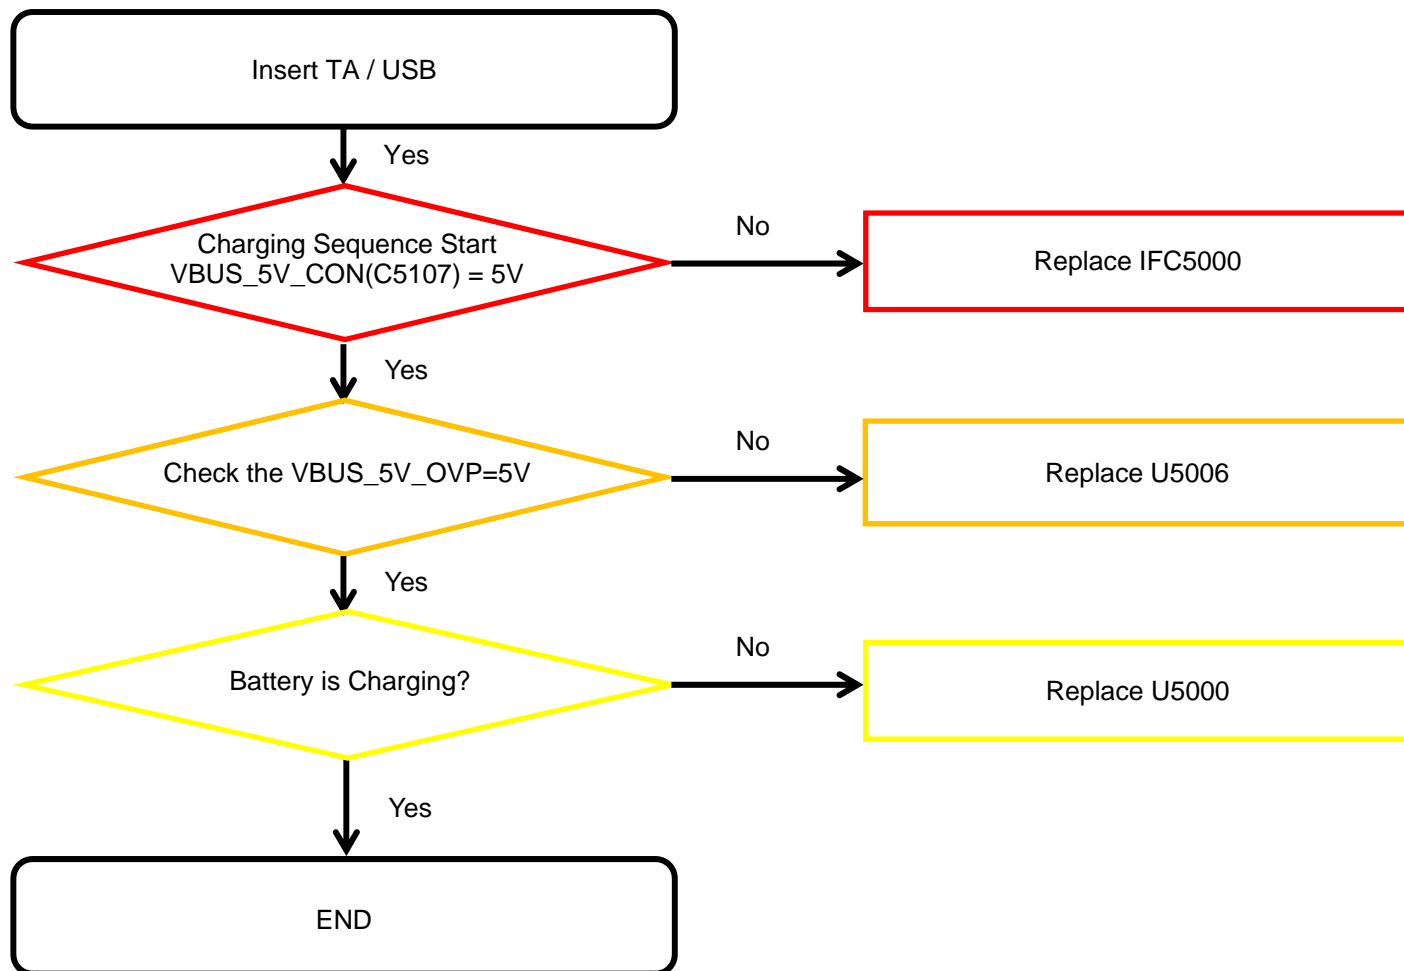 Insert TA / USB
Yes
Charging Sequence Start
VBUS_5V_CON(C5107) = 5V
No
Replace IFC5000
Yes
Check the VBUS_5V_OVP=5V
No
Replace U5006
Yes
Battery is Charging?
No
Replace U5000
Yes
END